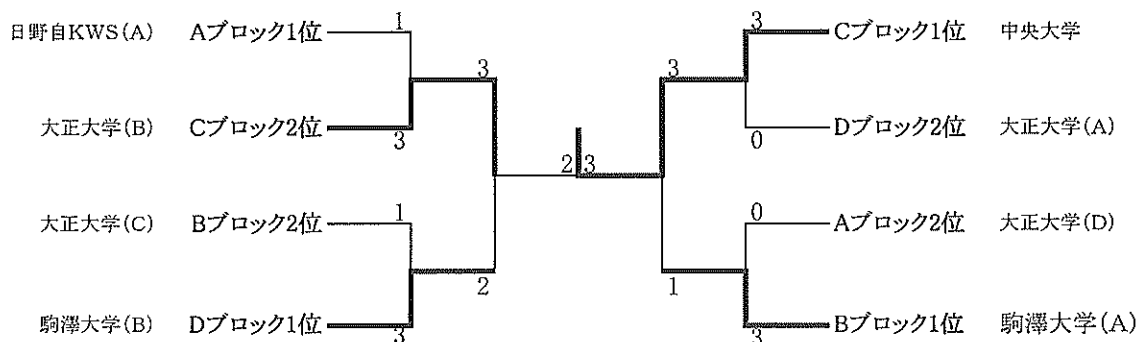 日野自KWS(A) Aブロック1位 1 3 Cブロック1位 中央大学
3 3
大正大学(B) Cブロック2位 3 0 Dブロック2位 大正大学(A)
2 3
大正大学(C) Bブロック2位 1 0 Aブロック2位 大正大学(D)
2 1
駒澤大学(B) Dブロック1位 3 3 Bブロック1位 駒澤大学(A)